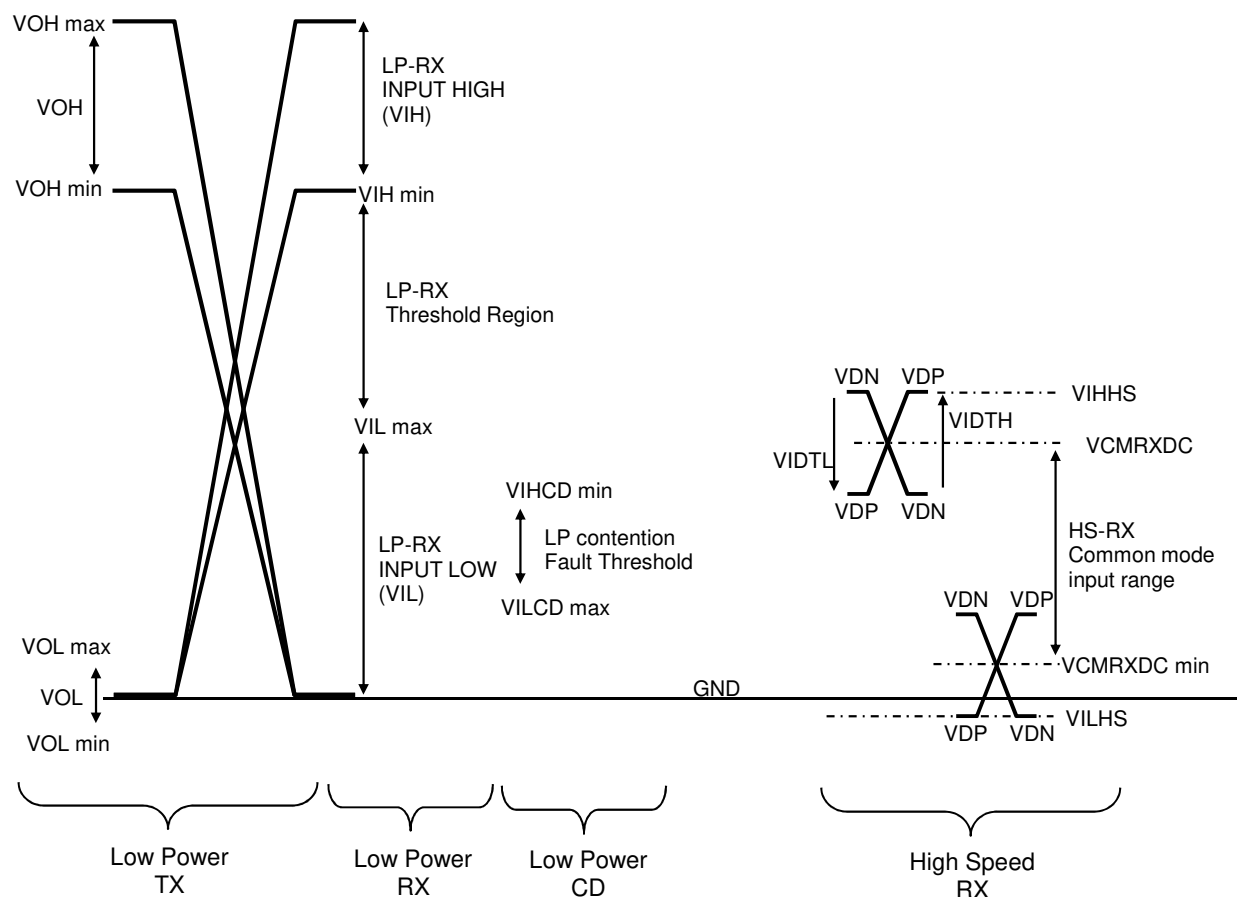 VOH max
VOH
VOH min
LP-RX
INPUT HIGH
(VIH)
VIH min
LP-RX
Threshold Region
VIL max
LP-RX
INPUT LOW
(VIL)
VIHCD min
LP contention
Fault Threshold
VILCD max
VOL max
VOL
VOL min
GND
VDN
VDP
VIHHS
VIDTH
VCMRXDC
VIDTL
VDP
VDN
HS-RX
Common mode
input range
VDN
VDP
VCMRXDC min
VILHS
VDP
VDN
Low Power
TX
Low Power
RX
Low Power
CD
High Speed
RX